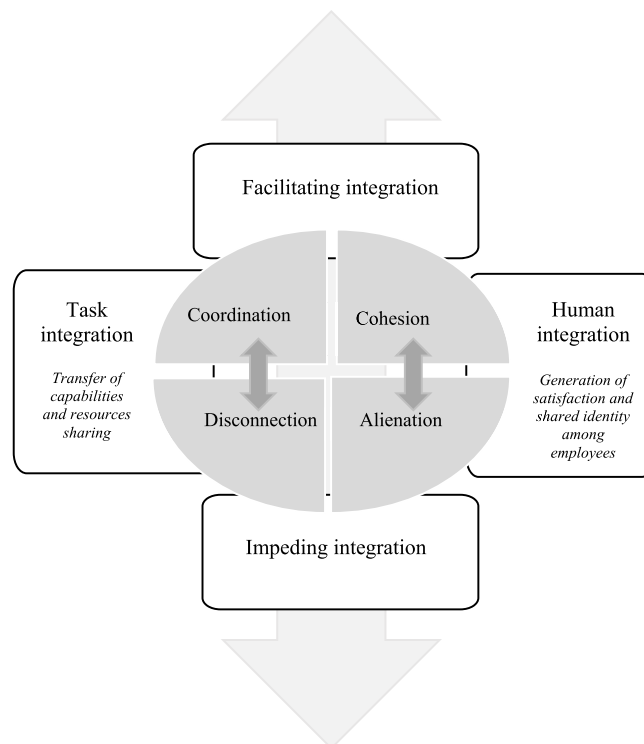 Facilitating integration
Task
integration
Transfer of
capabilities
and resources
sharing
Coordination
Cohesion
Disconnection
Alienation
Human
integration
Generation of
satisfaction and
shared identity
among
employees
Impeding integration